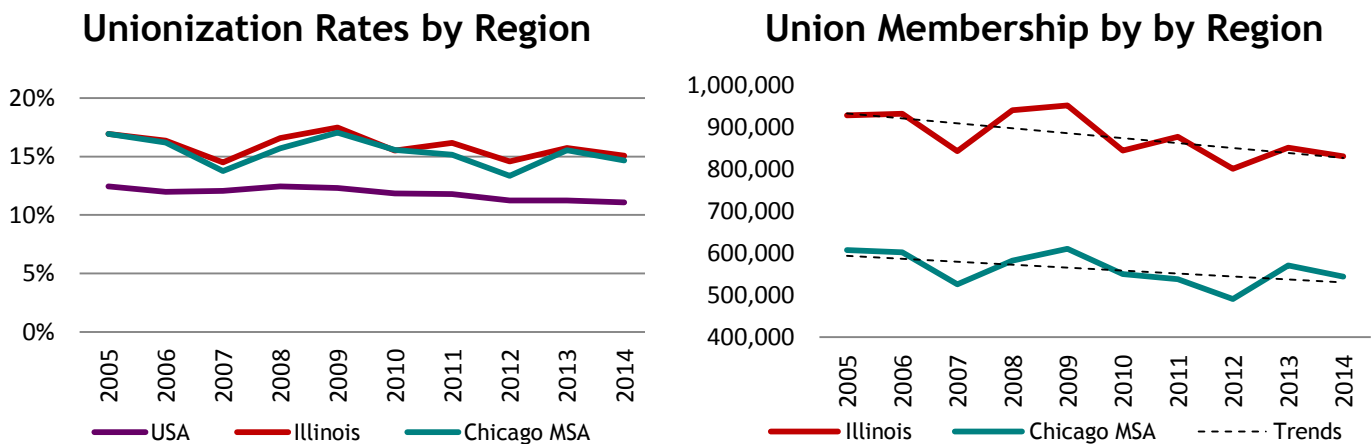 Unionization Rates by Region
20%
15%
10%
5%
0%
2005 2006 2007 2008 2009 2010 2011 2012 2013 2014
USA Illinois Chicago MSA
Union Membership by by Region
1,000,000
900,000
800,000
700,000
600,000
500,000
400,000
2005 2006 2007 2008 2009 2010 2011 2012 2013 2014
Illinois Chicago MSA Trends